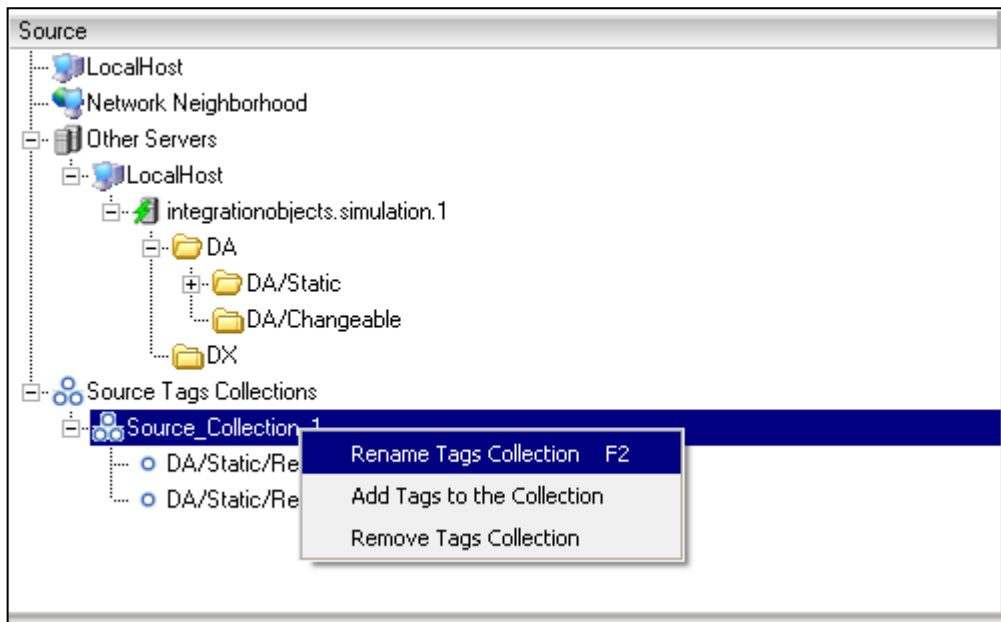 Source
LocalHost
Network Neighborhood
Other Servers
LocalHost
integrationobjects.simulation.1
DA
DA/Static
DA/Changeable
DX
Source Tags Collections
Source_Collection_1
DA/Static/Re
DA/Static/Re
Rename Tags Collection F2
Add Tags to the Collection
Remove Tags Collection